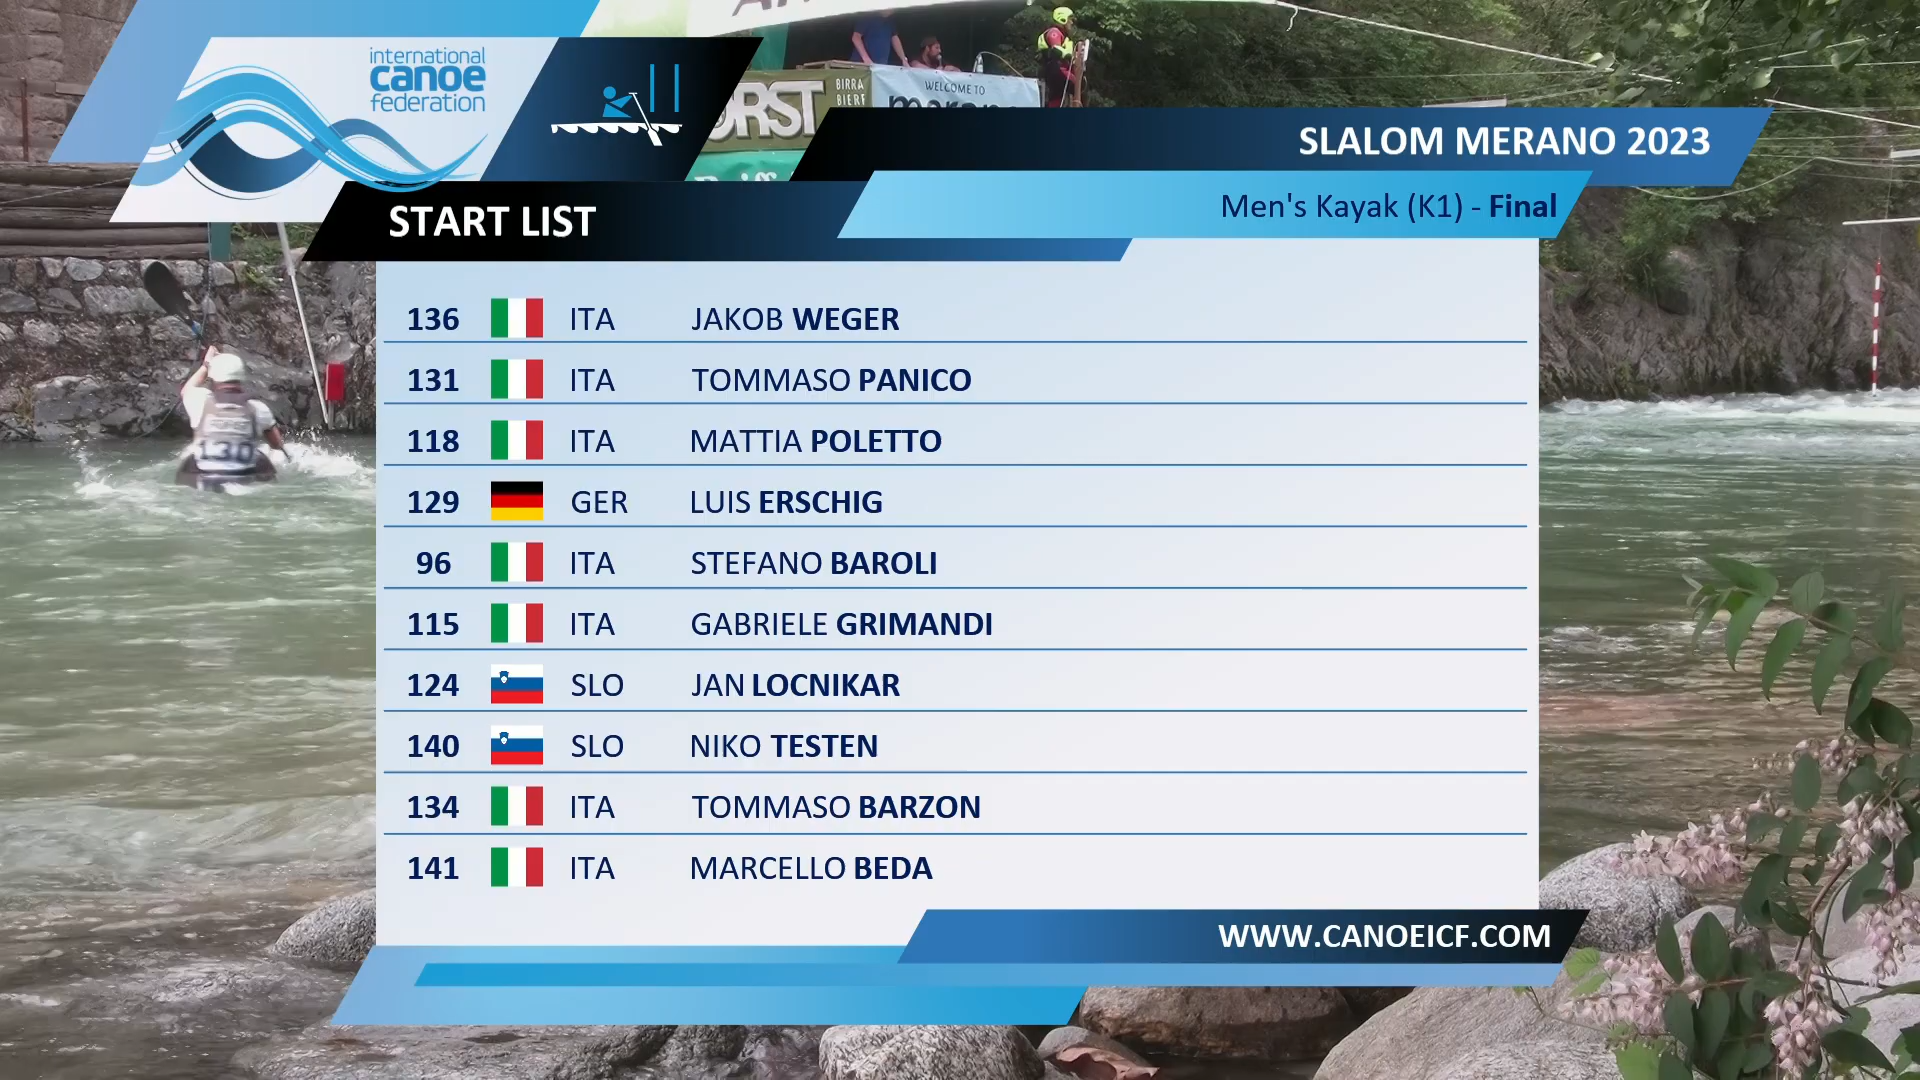 international
canoe
federation
BIRRA
BIERF
WELCOME TO
SLALOM MERANO 2023
Men's Kayak (K1) - Final
START LIST
136 ITA JAKOB WEGER
131 ITA TOMMASO PANICO
118 ITA MATTIA POLETTO
129 GER LUIS ERSCHIG
96 ITA STEFANO BAROLI
115 ITA GABRIELE GRIMANDI
124 SLO JAN LOCNIKAR
140 SLO NIKO TESTEN
134 ITA TOMMASO BARZON
141 ITA MARCELLO BEDA
130
WWW.CANOEICF.COM